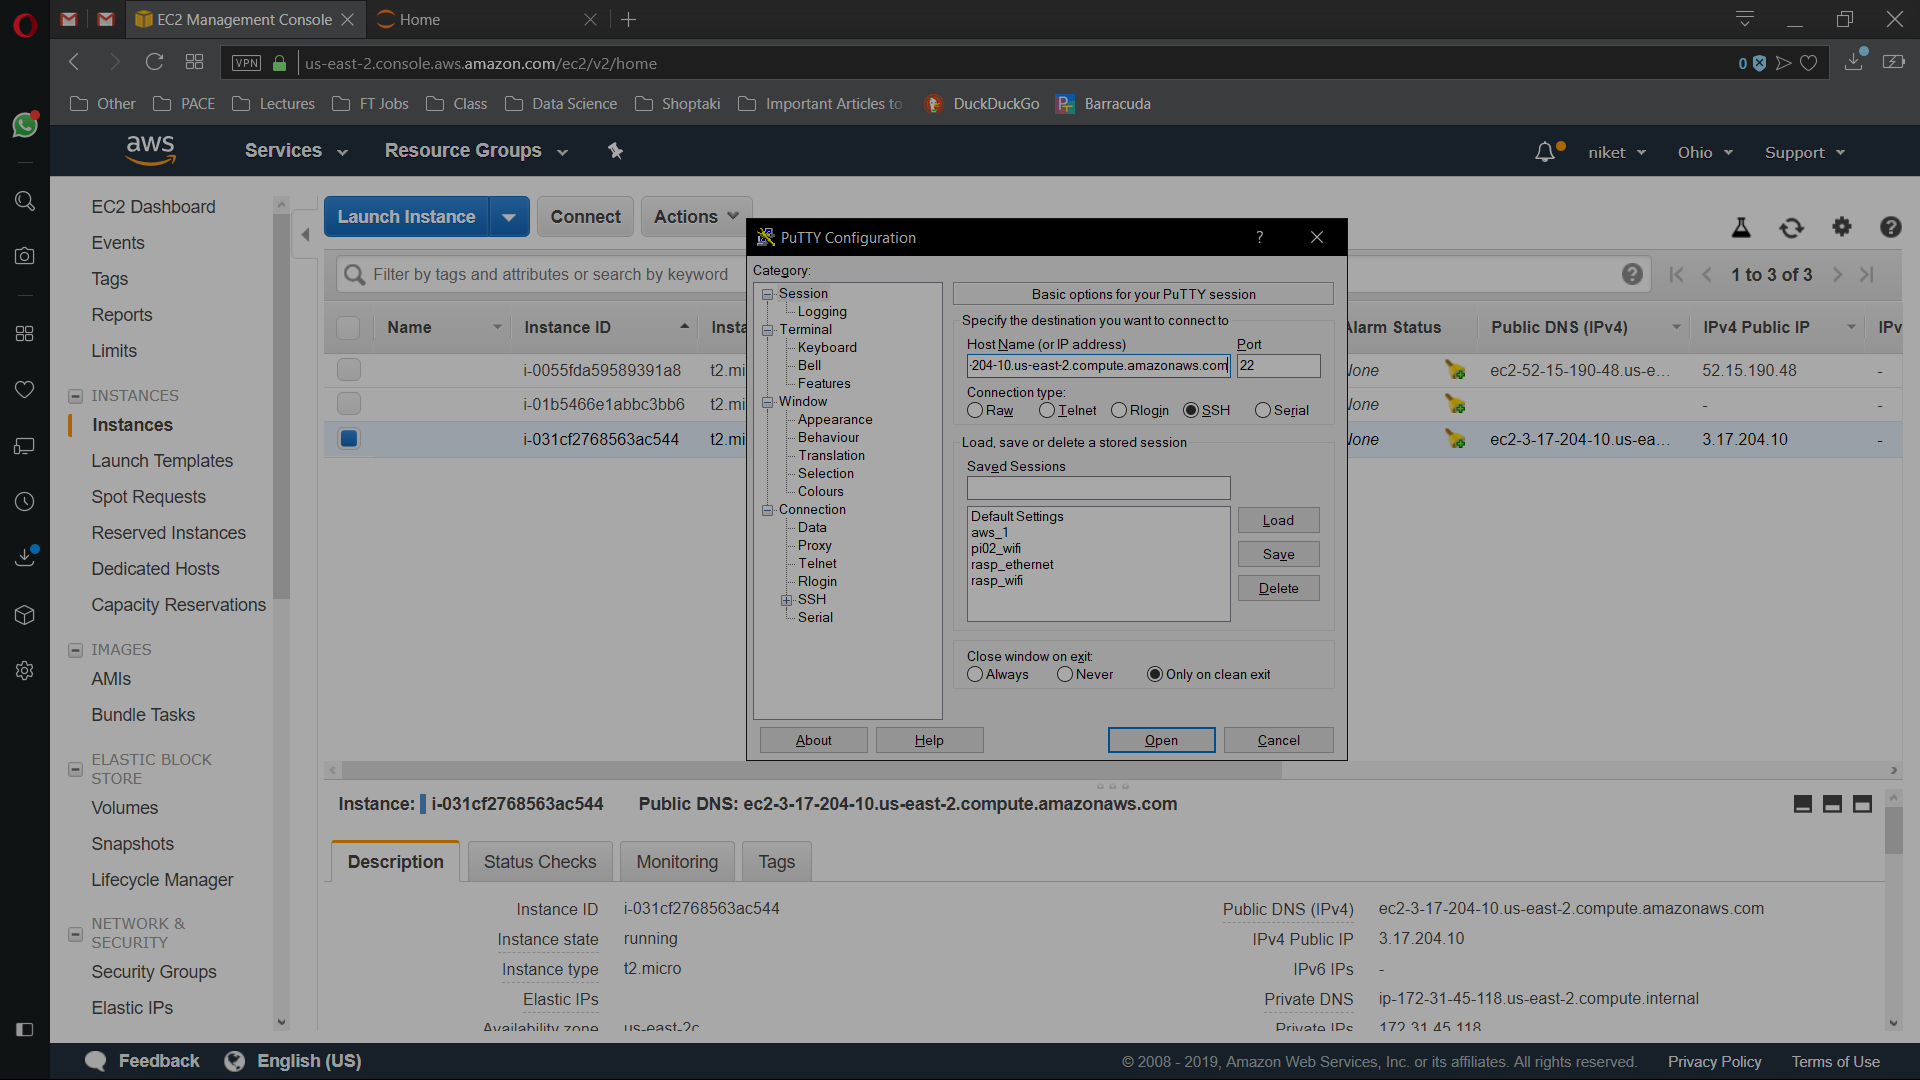 EC2 Management Console
Home
VPN
us-east-2.console.aws.amazon.com/ec2/v2/home
0
Other
PACE
Lectures
FT Jobs
Class
Data Science
Shoptaki
Important Articles to
DuckDuckGo
Barracuda
aws
Services
Resource Groups
niket
Ohio
Support
EC2 Dashboard
Events
Tags
Reports
Limits
INSTANCES
Instances
Launch Templates
Spot Requests
Reserved Instances
Dedicated Hosts
Capacity Reservations
IMAGES
AMIs
Bundle Tasks
ELASTIC BLOCK
STORE
Volumes
Snapshots
Lifecycle Manager
NETWORK &
SECURITY
Security Groups
Elastic IPs
Launch Instance
Connect
Actions
Filter by tags and attributes or search by keyword
1 to 3 of 3
Name
Instance ID
Insta
Alarm Status
Public DNS (IPv4)
IPv4 Public IP
IPv
i-0055fda59589391a8
t2.mi
None
ec2-52-15-190-48.us-e...
52.15.190.48
-
i-01b5466e1abbc3bb6
t2.mi
None
-
-
i-031cf2768563ac544
t2.mi
None
ec2-3-17-204-10.us-ea...
3.17.204.10
-
PuTTY Configuration
?
Category:
Session
Logging
Terminal
Keyboard
Bell
Features
Window
Appearance
Behaviour
Translation
Selection
Colours
Connection
Data
Proxy
Telnet
Rlogin
SSH
Serial
Basic options for your PuTTY session
Specify the destination you want to connect to
Host Name (or IP address)
Port
-204-10.us-east-2.compute.amazonaws.com
22
Connection type:
Raw
Telnet
Rlogin
SSH
Serial
Load, save or delete a stored session
Saved Sessions
Default Settings
aws_1
pi02_wifi
rasp_ethernet
rasp_wifi
Load
Save
Delete
Close window on exit:
Always
Never
Only on clean exit
About
Help
Open
Cancel
Instance: i-031cf2768563ac544
Public DNS: ec2-3-17-204-10.us-east-2.compute.amazonaws.com
Description
Status Checks
Monitoring
Tags
Instance ID
i-031cf2768563ac544
Public DNS (IPv4)
ec2-3-17-204-10.us-east-2.compute.amazonaws.com
Instance state
running
IPv4 Public IP
3.17.204.10
Instance type
t2.micro
IPv6 IPs
-
Elastic IPs
Private DNS
ip-172-31-45-118.us-east-2.compute.internal
Availability zone
us-east-2c
Private IPs
172.31.45.118
Feedback
English (US)
© 2008 - 2019, Amazon Web Services, Inc. or its affiliates. All rights reserved.
Privacy Policy
Terms of Use